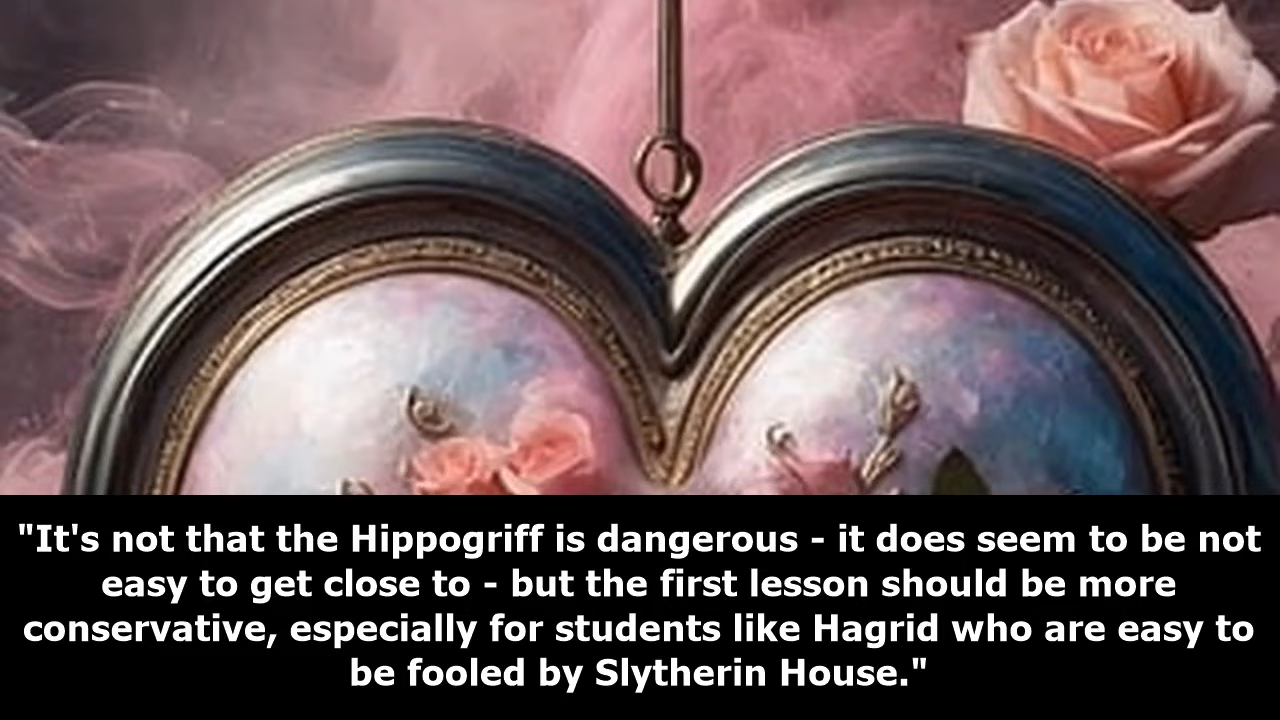 "It's not that the Hippogriff is dangerous - it does seem to be not
easy to get close to - but the first lesson should be more
conservative, especially for students like Hagrid who are easy to
be fooled by Slytherin House."